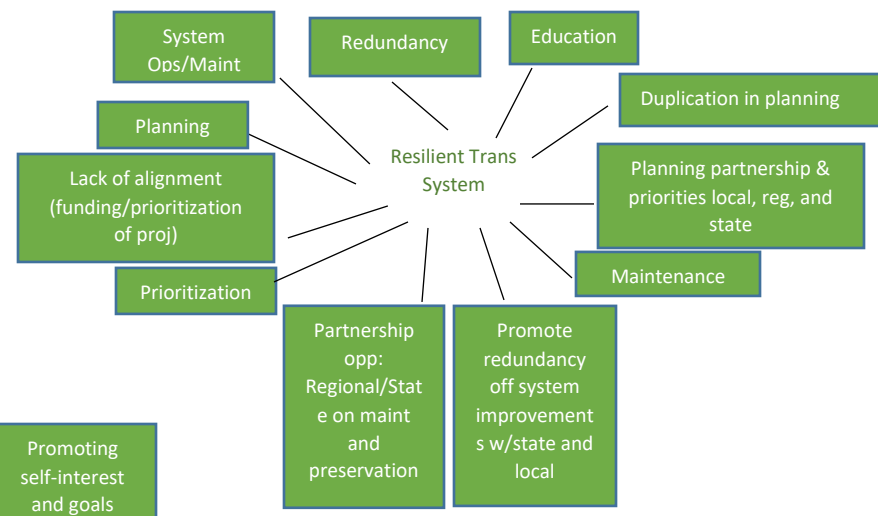 System
Ops/Maint
Redundancy
Education
Duplication in planning
Planning
Resilient Trans
System
Planning partnership &
priorities local, reg, and
state
Lack of alignment
(funding/prioritization
of proj)
Maintenance
Prioritization
Partnership
opp:
Regional/Stat
e on maint
and
preservation
Promote
redundancy
off system
improvement
s w/state and
local
Promoting
self-interest
and goals